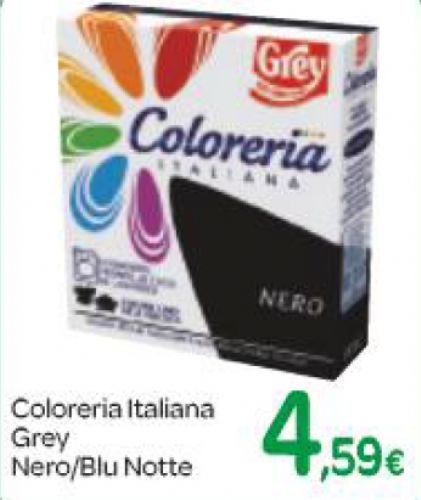 Grey
Coloreria
ITALIANA
NERO
Coloreria Italiana
Grey
Nero/Blu Notte
4,59€